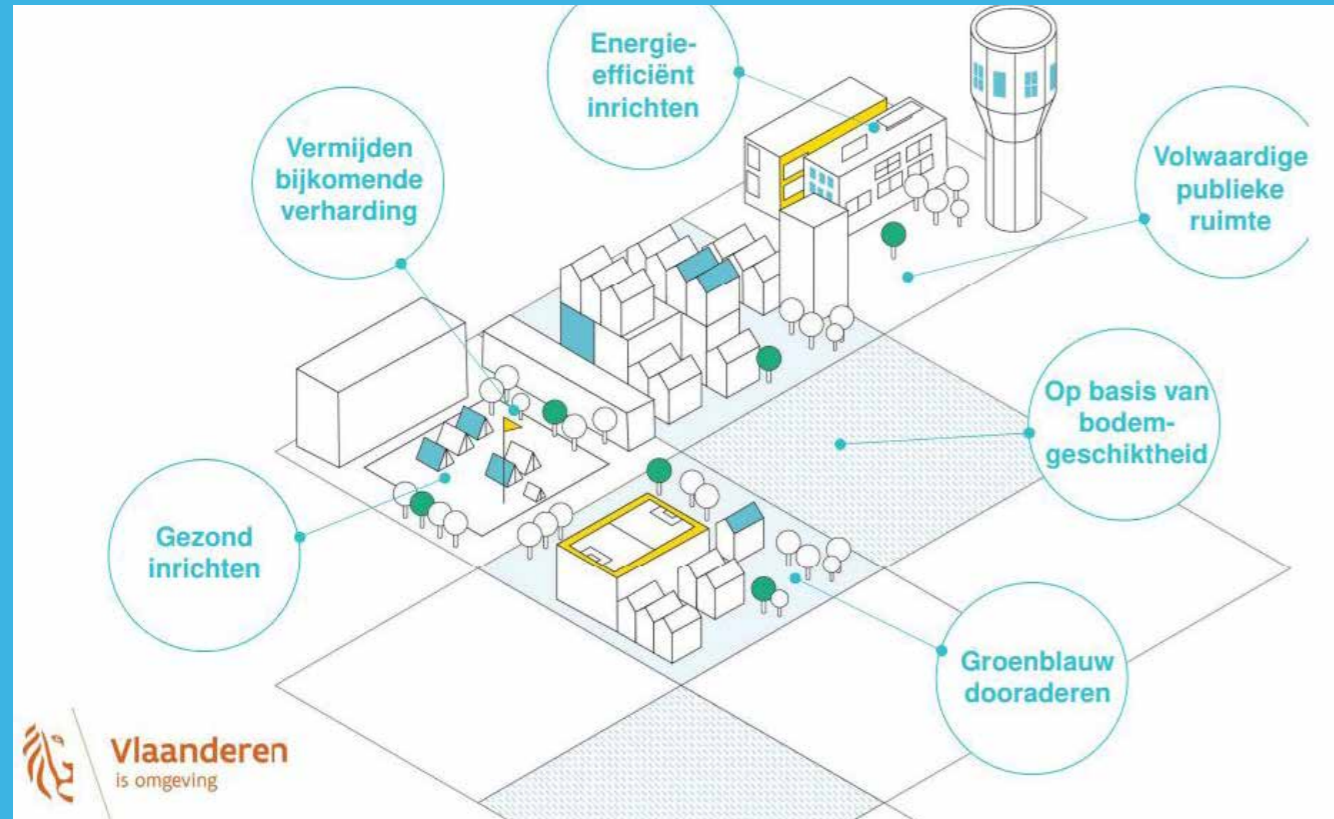 Energie-
efficiënt
inrichten
Vermijden
bijkomende
verharding
Volwaardige
publieke
ruimte
Op basis van
bodem-
geschiktheid
Gezond
inrichten
Groenblauw
dooraderen
Vlaanderen
is omgeving